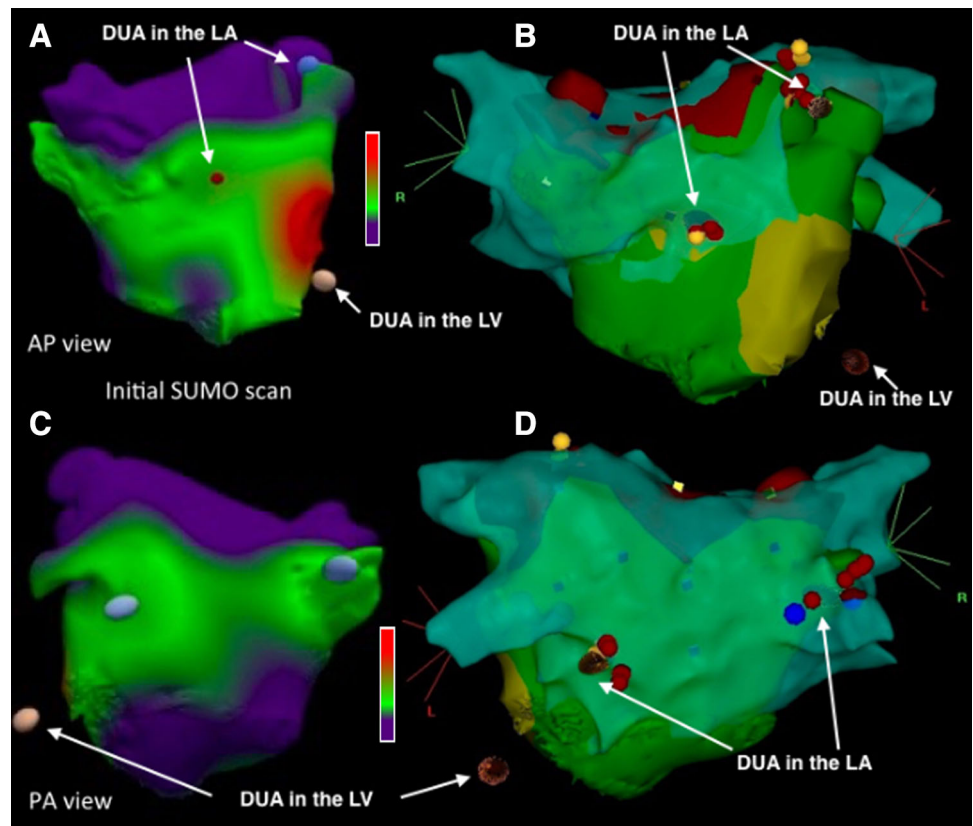 A
DUA in the LA
B
DUA in the LA
R
L
DUA in the LV
AP view
DUA in the LV
Initial SUMO scan
C
D
R
L
DUA in the LA
DUA in the LV
PA view